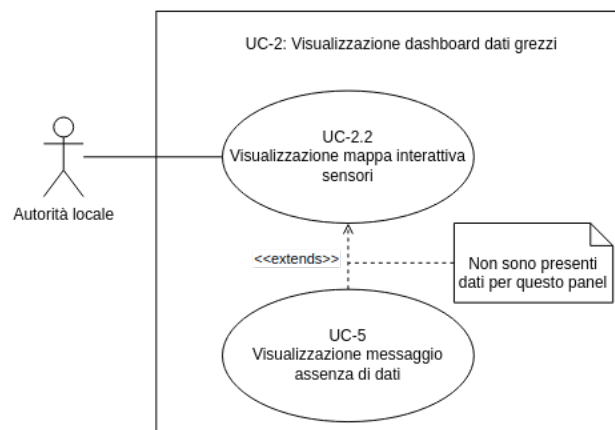 UC-2: Visualizzazione dashboard dati grezzi
UC-2.2
Visualizzazione mappa interattiva
sensori
Autorità locale
<<extends>>
Non sono presenti
dati per questo panel
UC-5
Visualizzazione messaggio
assenza di dati